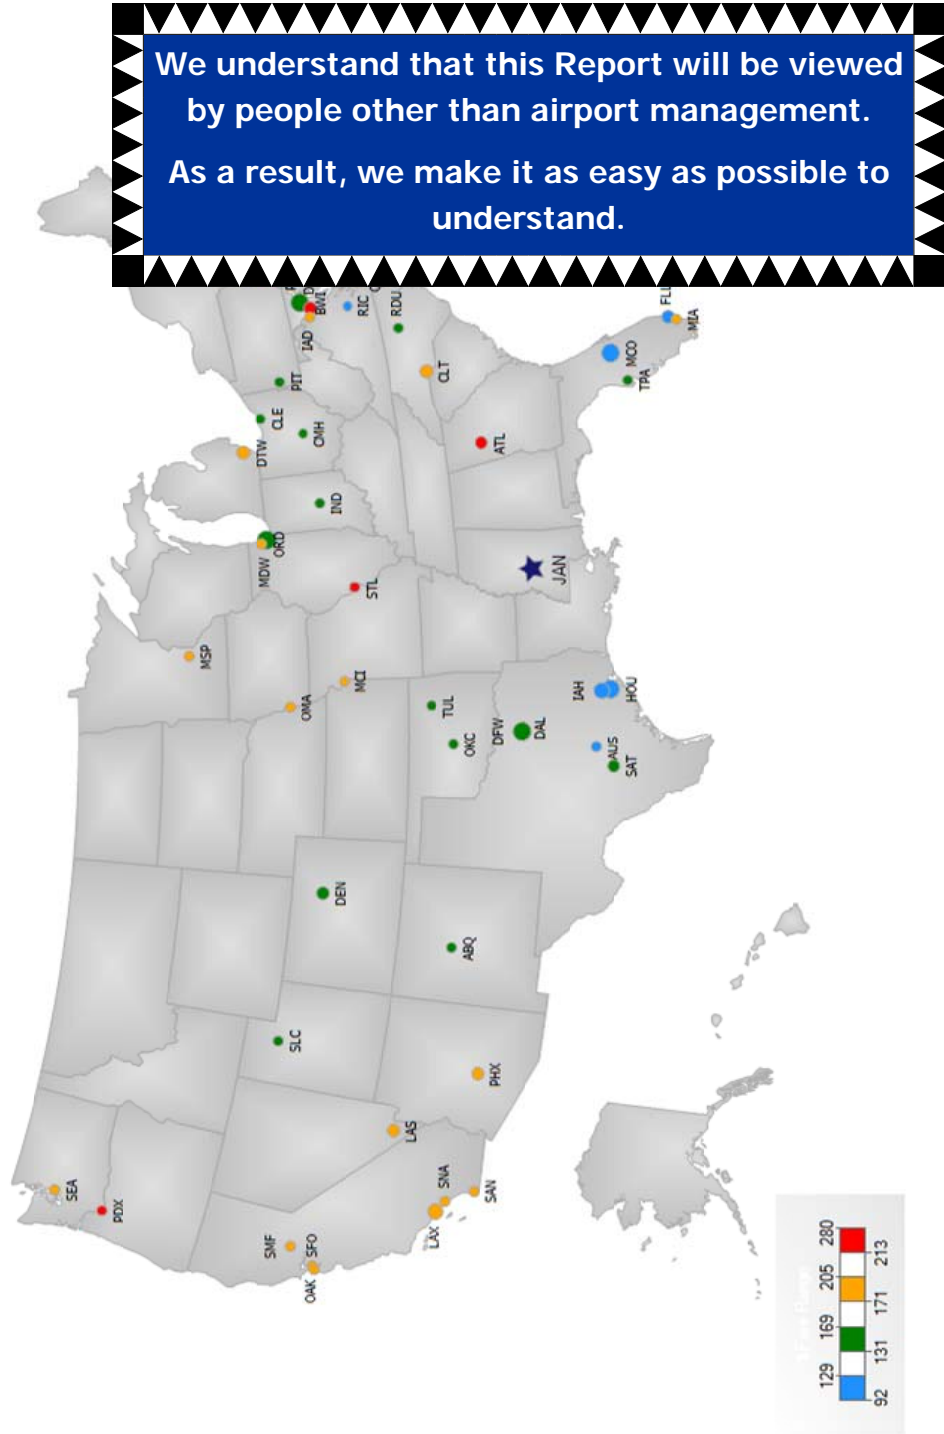 We understand that this Report will be viewed
by people other than airport management.
As a result, we make it as easy as possible to
understand.
BWI
IAD
RIC
RDU
MIA
MCO
TPA
CLT
PIT
CLE
CMH
DTW
ATL
IND
ORD
MDW
JAN
STL
MSP
MCI
OMA
TUL
OKC
DFW
DAL
IAH
HOU
AUS
SAT
DEN
ABQ
SLC
PHX
LAS
SEA
PDX
SNA
SAN
LAX
SMF
SFO
OAK
129 169 205 280
92 131 171 213